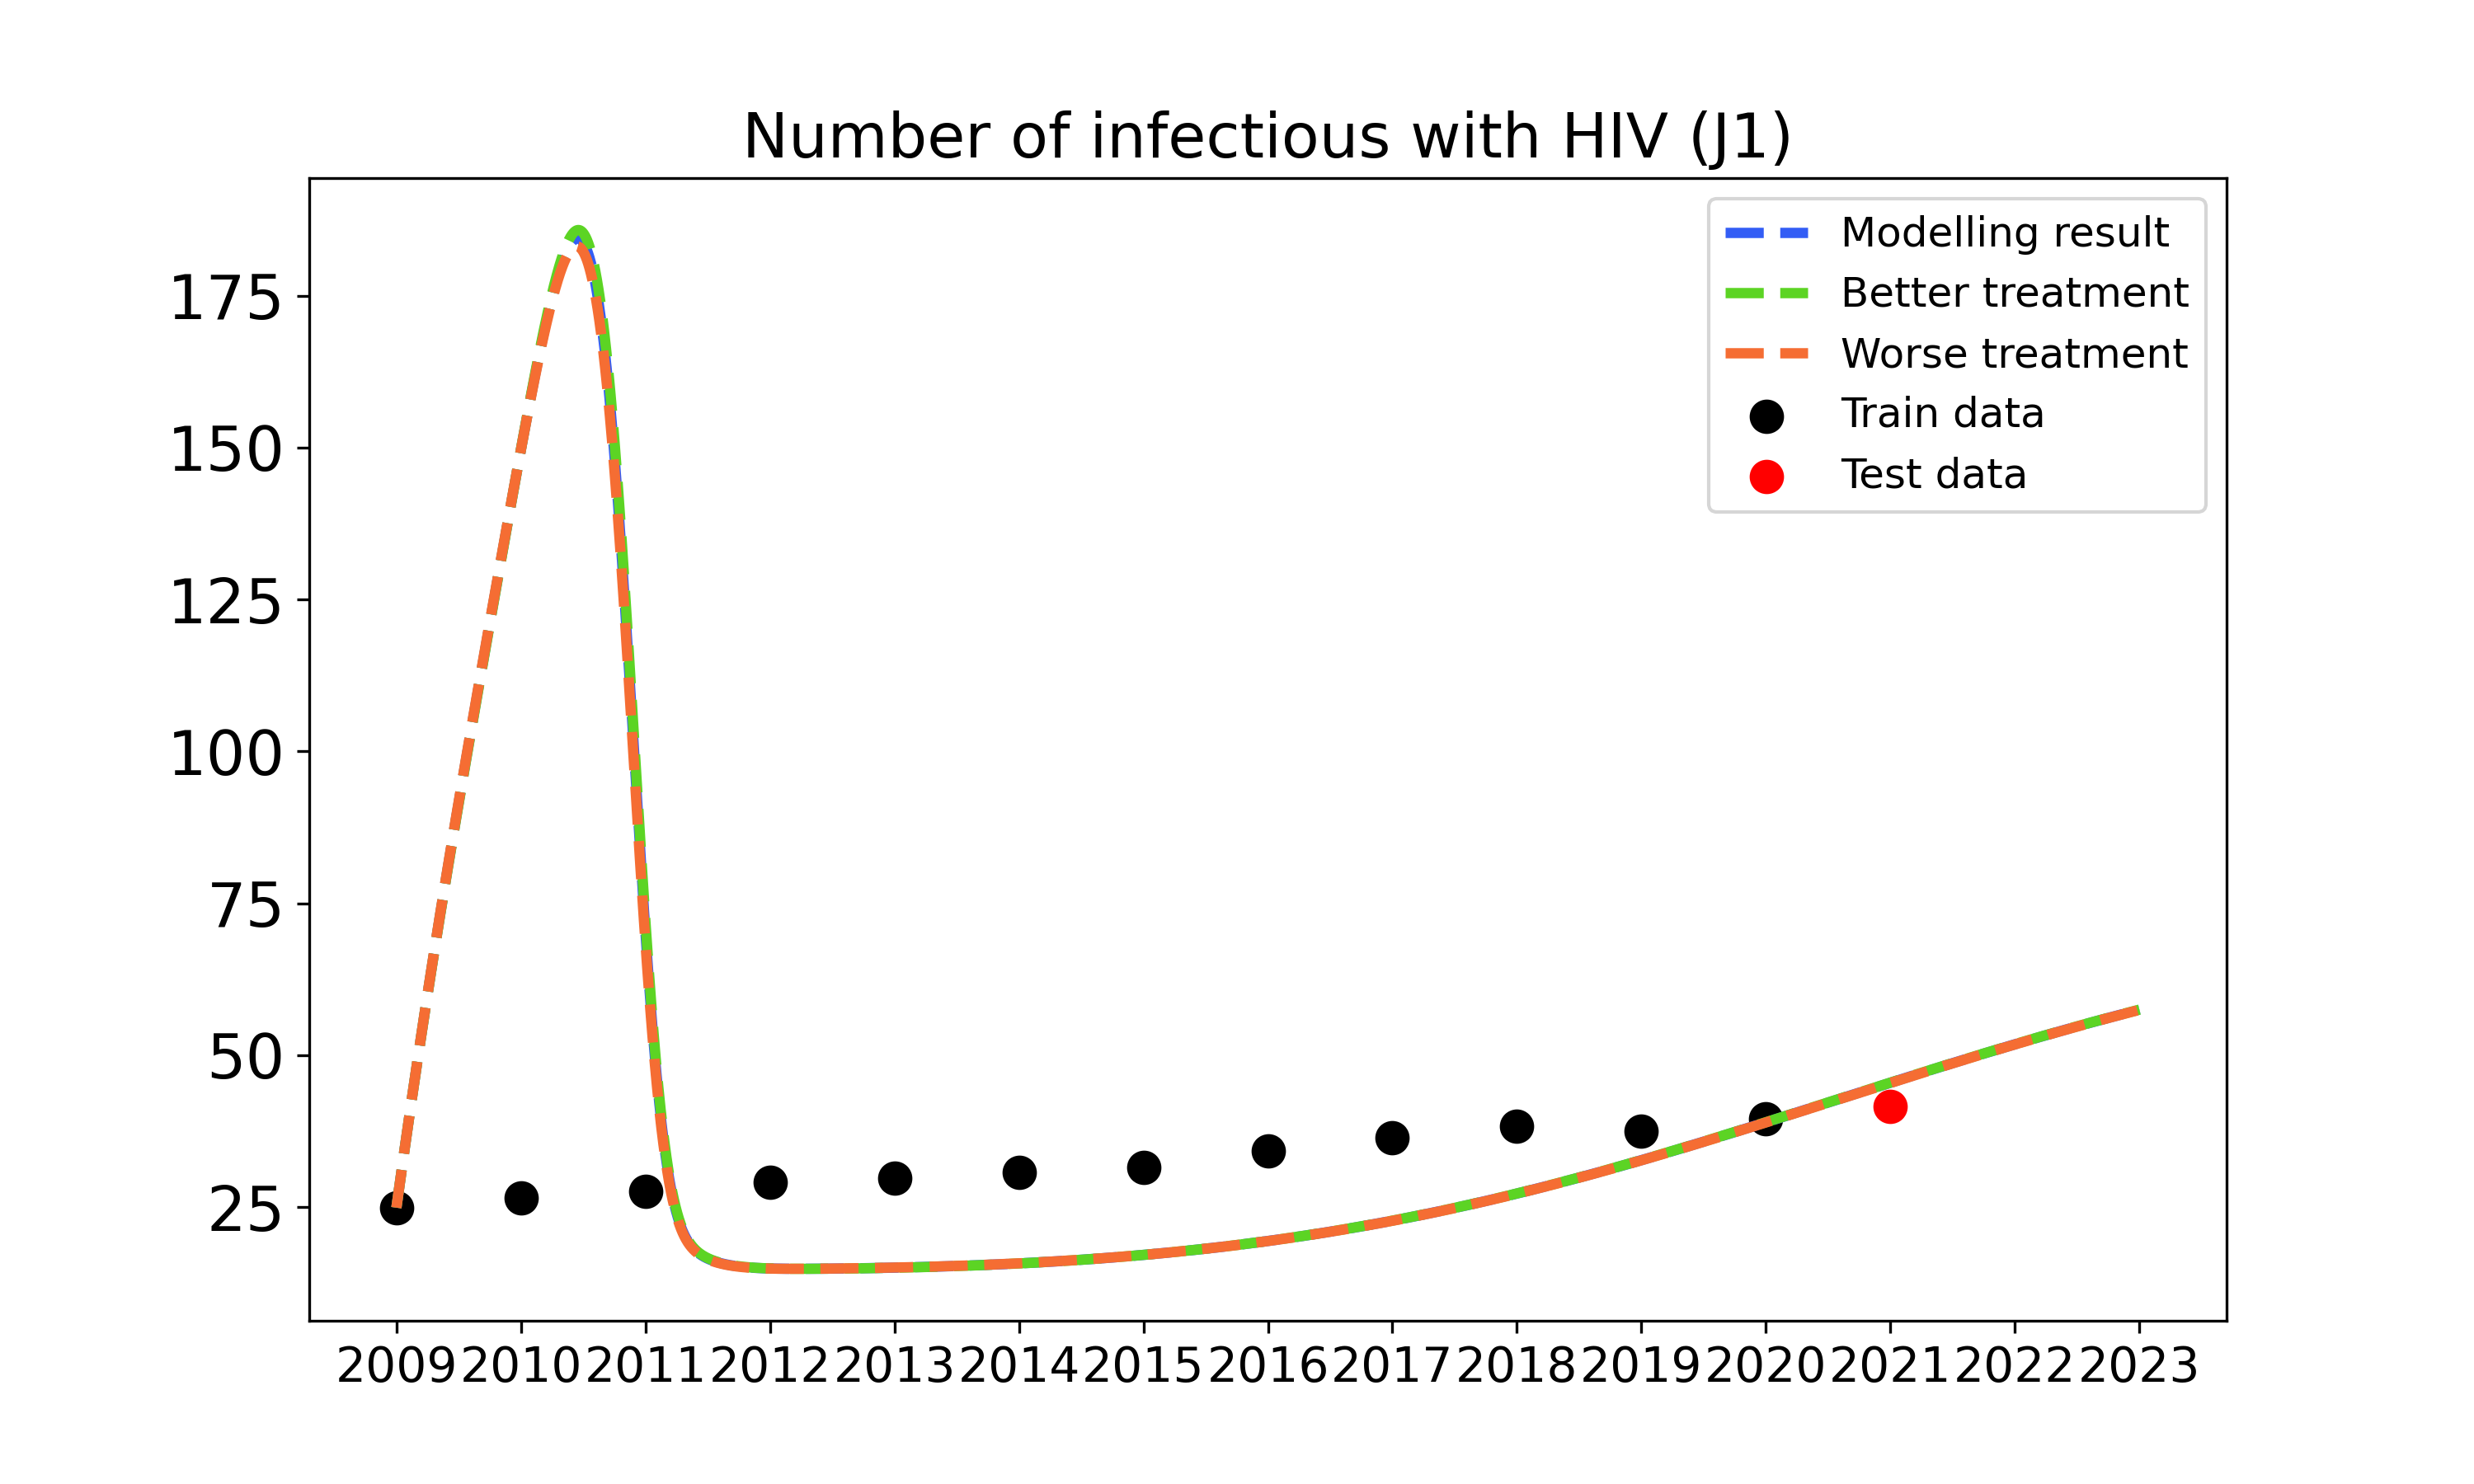 Number of infectious with HIV (J1)
Modelling result
Better treatment
Worse treatment
Train data
Test data
175
150
125
100
75
50
25
2009 2010 2011 2012 2013 2014 2015 2016 2017 2018 2019 2020 2021 2022 2023